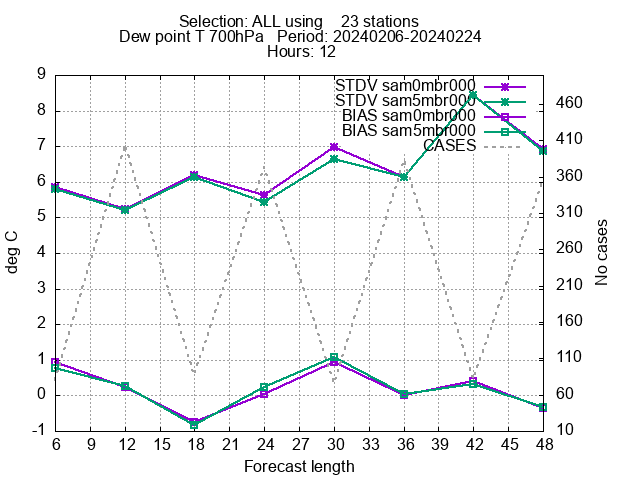 Selection: ALL using    23 stations
Dew point T 700hPa   Period: 20240206-20240224
Hours: 12
STDV sam0mbr000
STDV sam5mbr000
BIAS sam0mbr000
BIAS sam5mbr000
CASES
9
8
7
6
5
4
3
2
1
0
-1
deg C
460
410
360
310
260
210
160
110
60
10
No cases
6 9 12 15 18 21 24 27 30 33 36 39 42 45 48
Forecast length